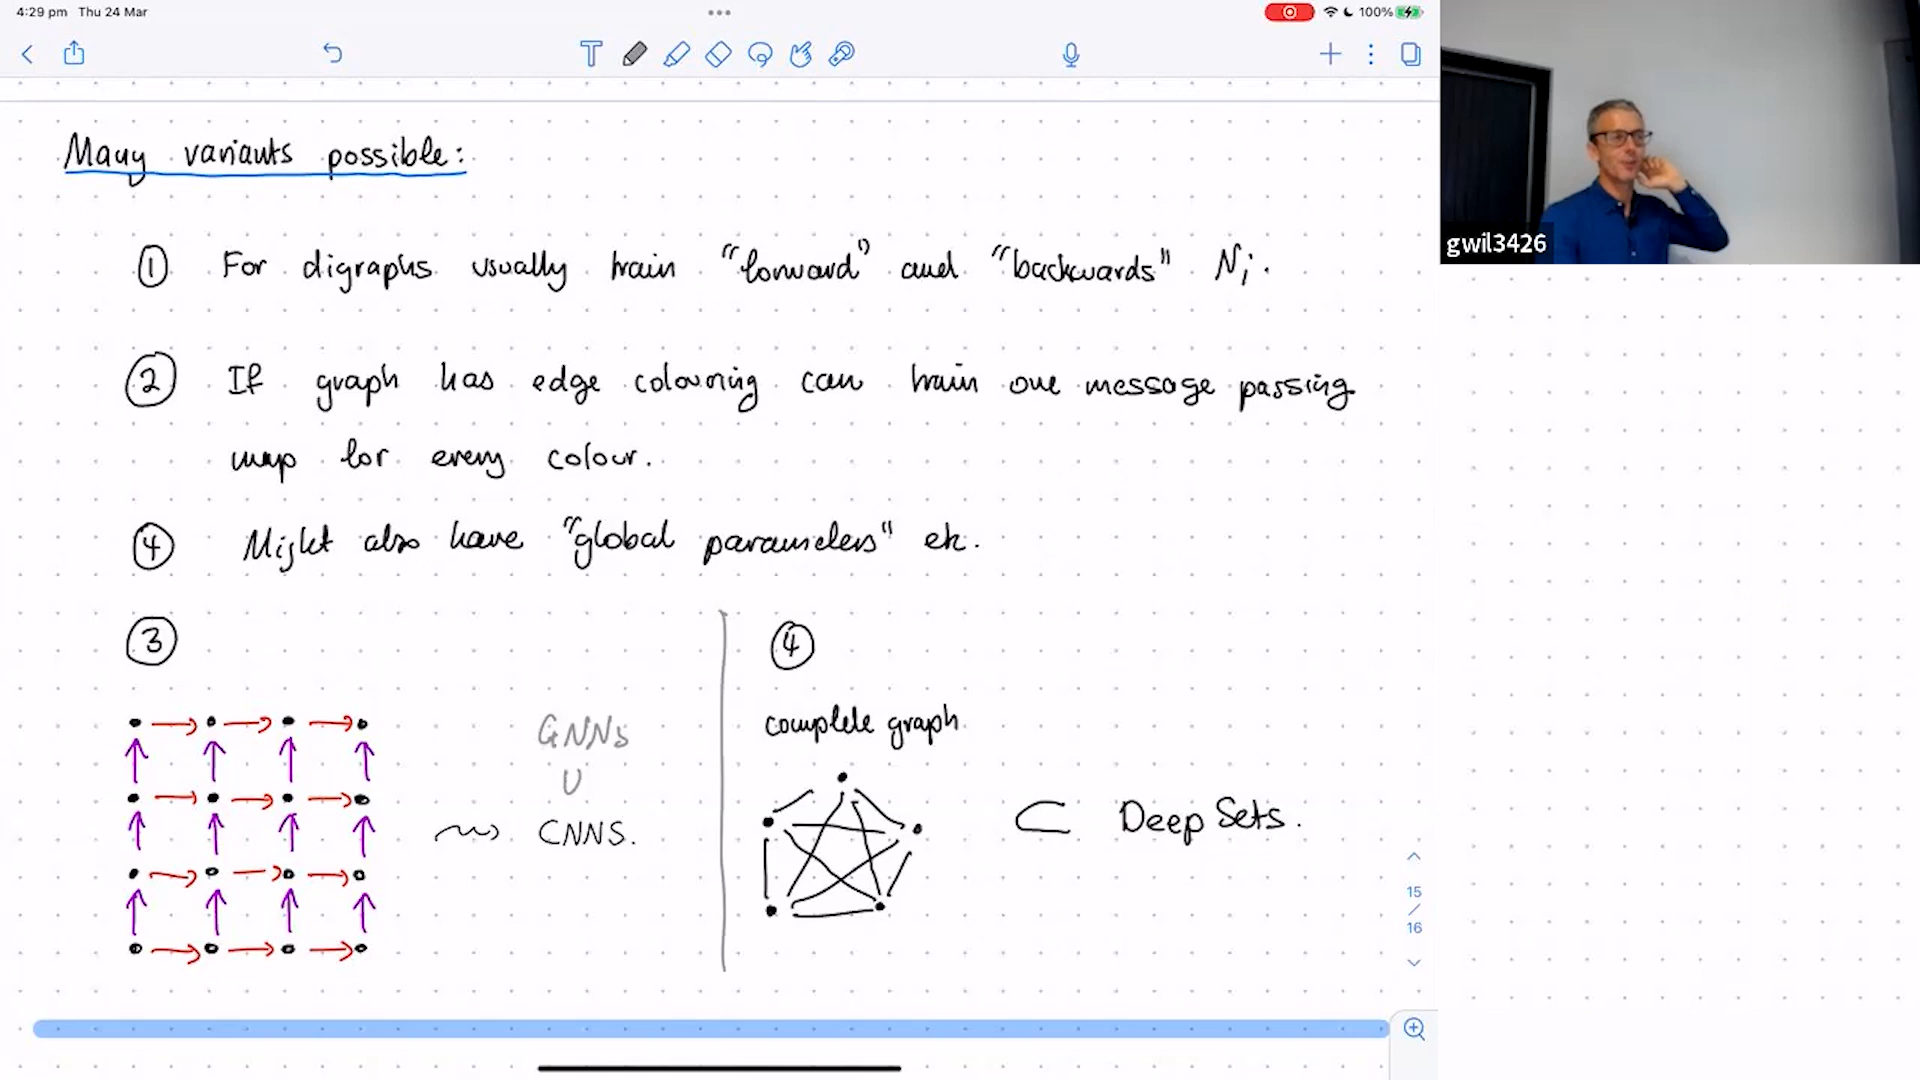 4:29 pm Thu 24 Mar
100%
Many variants possible:
① For digraphs usually train "forward" and "backwards" Ni.
② If graph has edge colouring can train one message passing
map for every colour.
④ Might also have "global parameters" etc.
③
GNNs
∪
⇝ CNNs.
④
complete graph
⊂ Deep Sets.
15
/
16
gwil3426